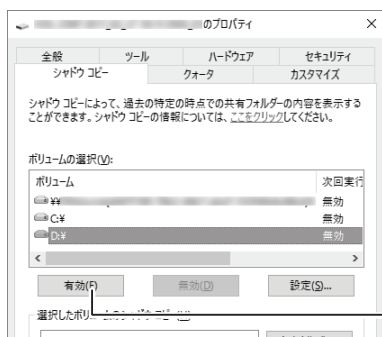 のプロパティ
全般 ツール ハードウェア セキュリティ
シャドウ コピー クォータ カスタマイズ
シャドウ コピーによって、過去の特定の時点での共有フォルダーの内容を表示する
ことができます。シャドウ コピーの情報については、ここをクリックしてください。
ボリュームの選択(V):
ボリューム 次回実行
¥¥ 無効
C:¥ 無効
D:¥ 無効
有効(E) 無効(D) 設定(S)...
選択したボリュ